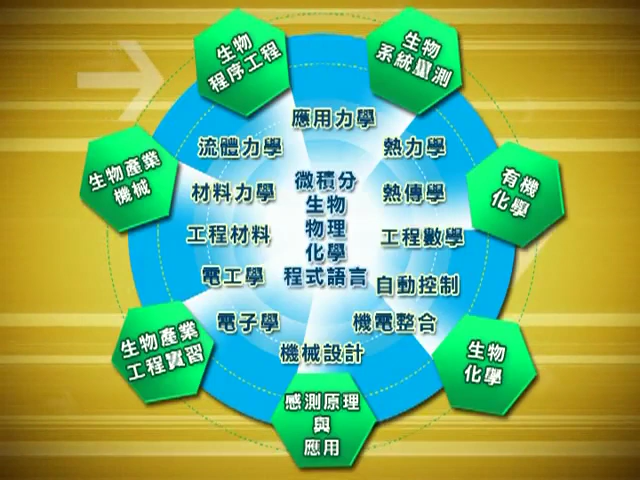 生物
程序工程
生物
系統量測
應用力學
流體力學
熱力學
生物產業
機械
材料力學
微積分
生物
物理
化學
程式語言
熱傳學
有機
化學
工程材料
工程數學
電工學
自動控制
電子學
機電整合
機械設計
生物產業
工程實習
生物
化學
感測原理
與
應用